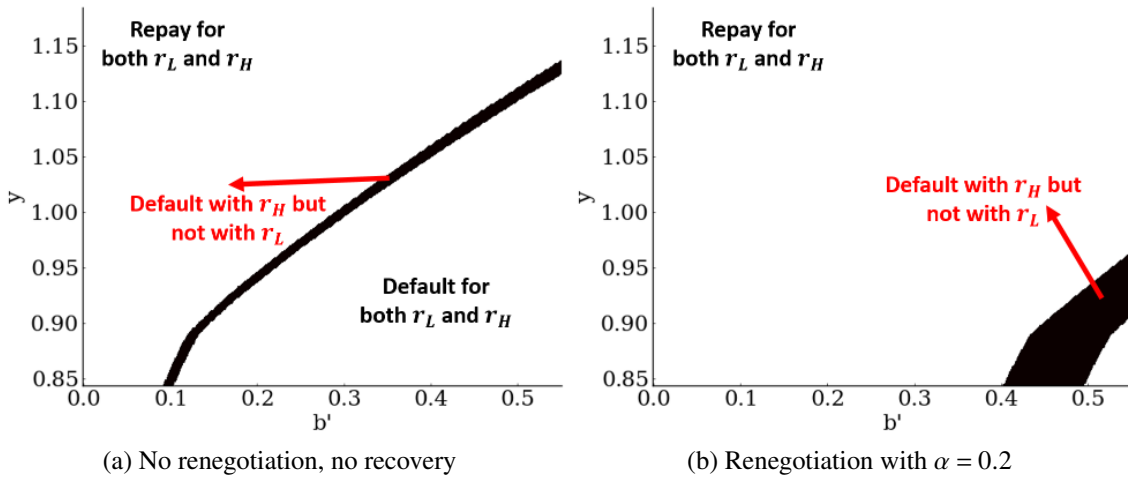 Repay for
both r_L and r_H
1.15
1.10
1.05
1.00
0.95
0.90
0.85
y
Default with r_H but
not with r_L
Default for
both r_L and r_H
0.0 0.1 0.2 0.3 0.4 0.5
b'
(a) No renegotiation, no recovery
Repay for
both r_L and r_H
1.15
1.10
1.05
1.00
0.95
0.90
0.85
y
Default with r_H but
not with r_L
0.0 0.1 0.2 0.3 0.4 0.5
b'
(b) Renegotiation with α = 0.2